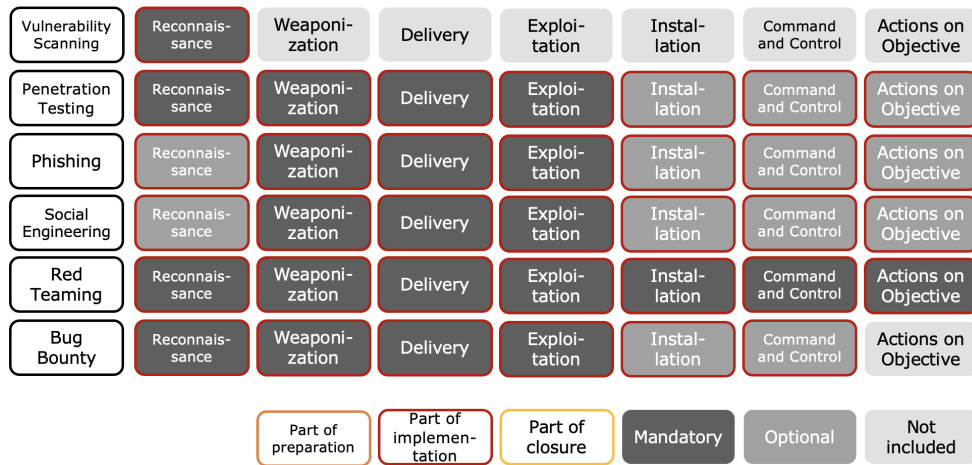 Vulnerability
Scanning
Reconnais-
sance
Weaponi-
zation
Delivery
Exploi-
tation
Instal-
lation
Command
and Control
Actions on
Objective
Penetration
Testing
Reconnais-
sance
Weaponi-
zation
Delivery
Exploi-
tation
Instal-
lation
Command
and Control
Actions on
Objective
Phishing
Reconnais-
sance
Weaponi-
zation
Delivery
Exploi-
tation
Instal-
lation
Command
and Control
Actions on
Objective
Social
Engineering
Reconnais-
sance
Weaponi-
zation
Delivery
Exploi-
tation
Instal-
lation
Command
and Control
Actions on
Objective
Red
Teaming
Reconnais-
sance
Weaponi-
zation
Delivery
Exploi-
tation
Instal-
lation
Command
and Control
Actions on
Objective
Bug
Bounty
Reconnais-
sance
Weaponi-
zation
Delivery
Exploi-
tation
Instal-
lation
Command
and Control
Actions on
Objective
Part of
preparation
Part of
implemen-
tation
Part of
closure
Mandatory
Optional
Not
included